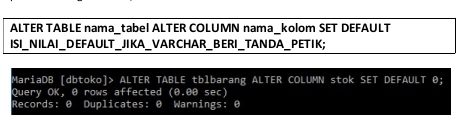 ALTER TABLE nama_tabel ALTER COLUMN nama_kolom SET DEFAULT
ISI_NILAI_DEFAULT_JIKA_VARCHAR_BERI_TANDA_PETIK;
MariaDB [dbtoko]> ALTER TABLE tblbarang ALTER COLUMN stok SET DEFAULT 0;
Query OK, 0 rows affected (0.00 sec)
Records: 0  Duplicates: 0  Warnings: 0